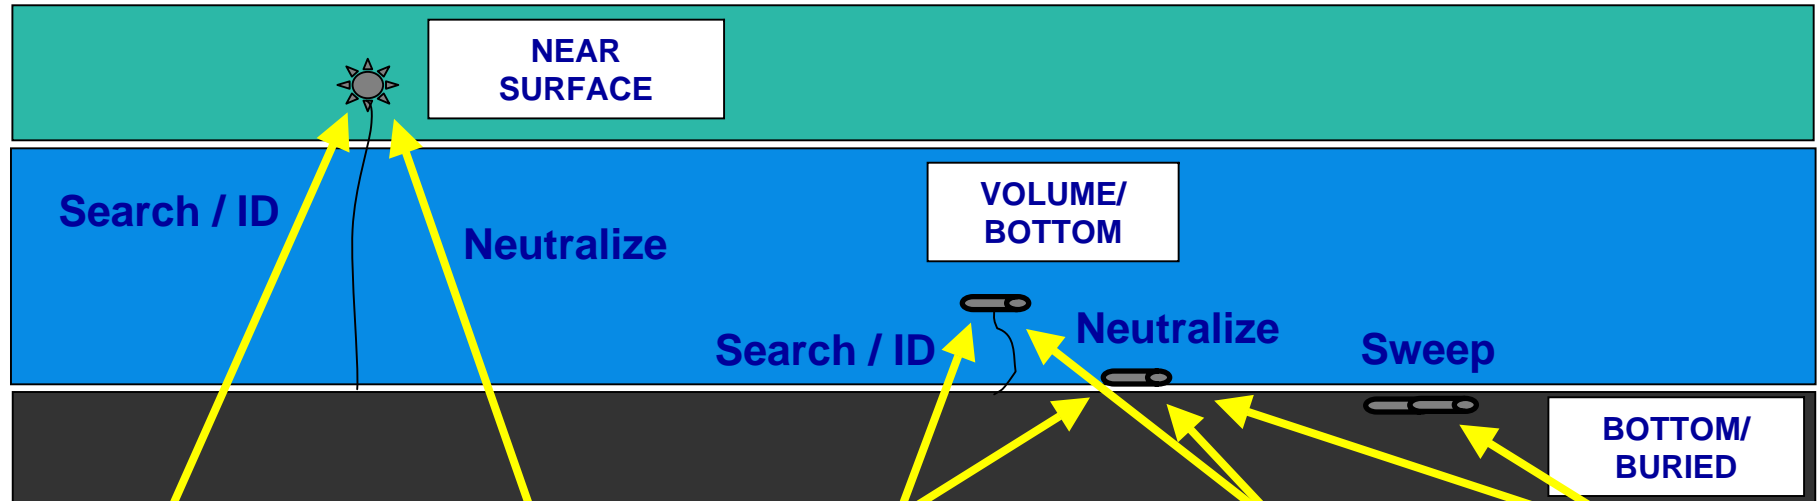 NEAR
SURFACE
Search / ID
Neutralize
VOLUME/
BOTTOM
Search / ID
Neutralize
Sweep
BOTTOM/
BURIED